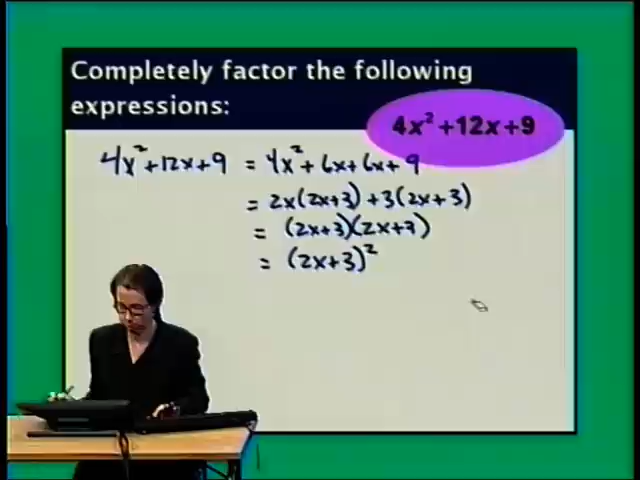 Completely factor the following
expressions:
4x²+12x+9
4x²+12x+9 = 4x²+6x+6x+9
= 2x(2x+3)+3(2x+3)
= (2x+3)(2x+3)
= (2x+3)²